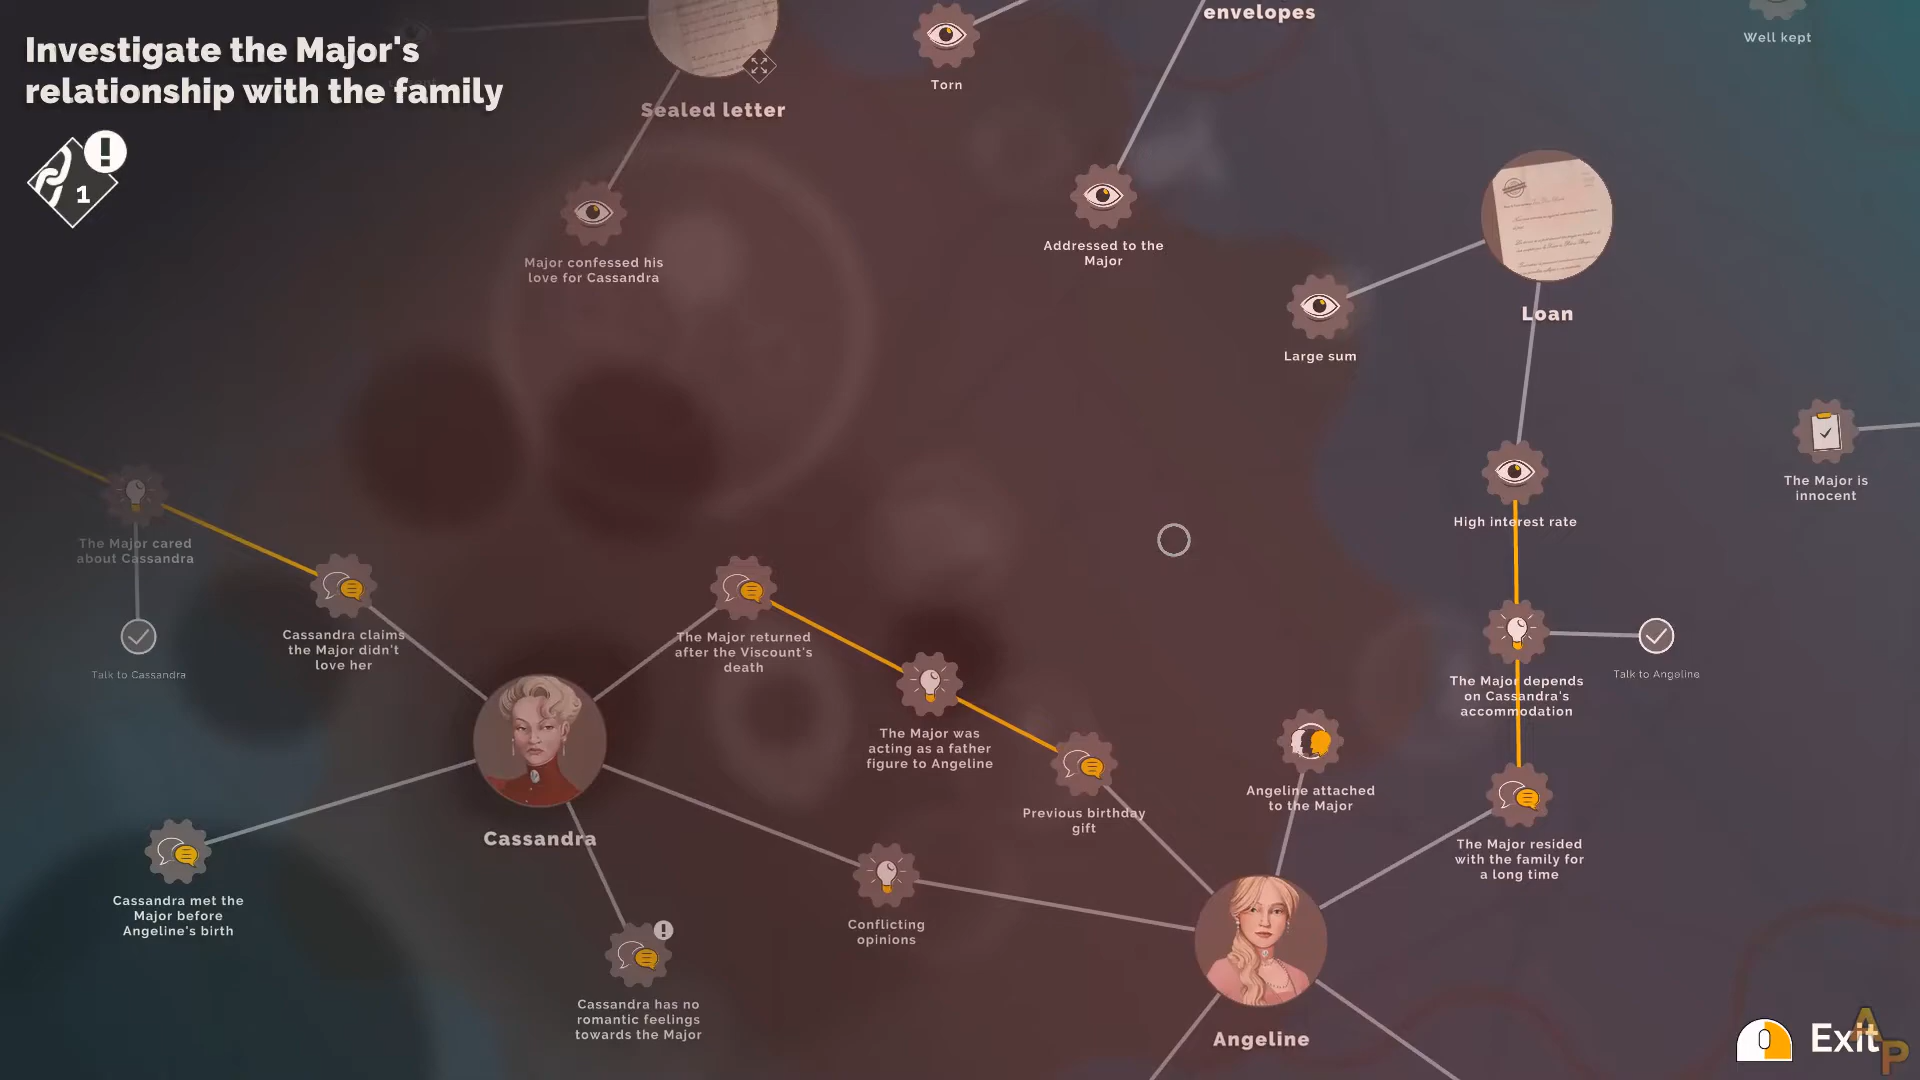 Investigate the Major's
relationship with the family
1
Sealed letter
Torn
envelopes
Well kept
Major confessed his
love for Cassandra
Addressed to the
Major
Large sum
Loan
The Major is
innocent
High interest rate
The Major cared
about Cassandra
Talk to Cassandra
Cassandra claims
the Major didn't
love her
The Major returned
after the Viscount's
death
The Major was
acting as a father
figure to Angeline
Previous birthday
gift
Angeline attached
to the Major
The Major depends
on Cassandra's
accommodation
Talk to Angeline
The Major resided
with the family for
a long time
Cassandra
Cassandra met the
Major before
Angeline's birth
Conflicting
opinions
Cassandra has no
romantic feelings
towards the Major
Angeline
Exit
AP